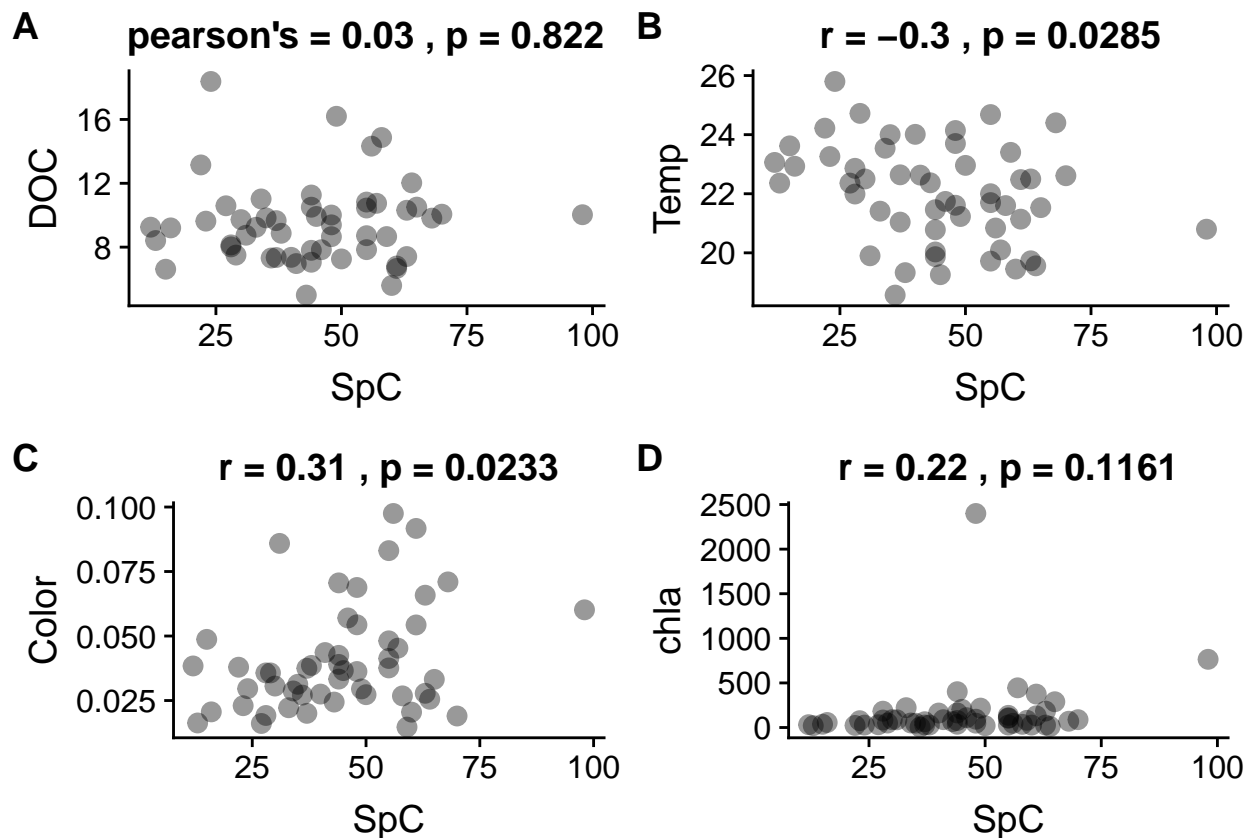 A
pearson's = 0.03 , p = 0.822
DOC
16
12
8
25 50 75 100
SpC
B
r = −0.3 , p = 0.0285
Temp
26
24
22
20
25 50 75 100
SpC
C
r = 0.31 , p = 0.0233
Color
0.100
0.075
0.050
0.025
25 50 75 100
SpC
D
r = 0.22 , p = 0.1161
chla
2500
2000
1500
1000
500
0
25 50 75 100
SpC